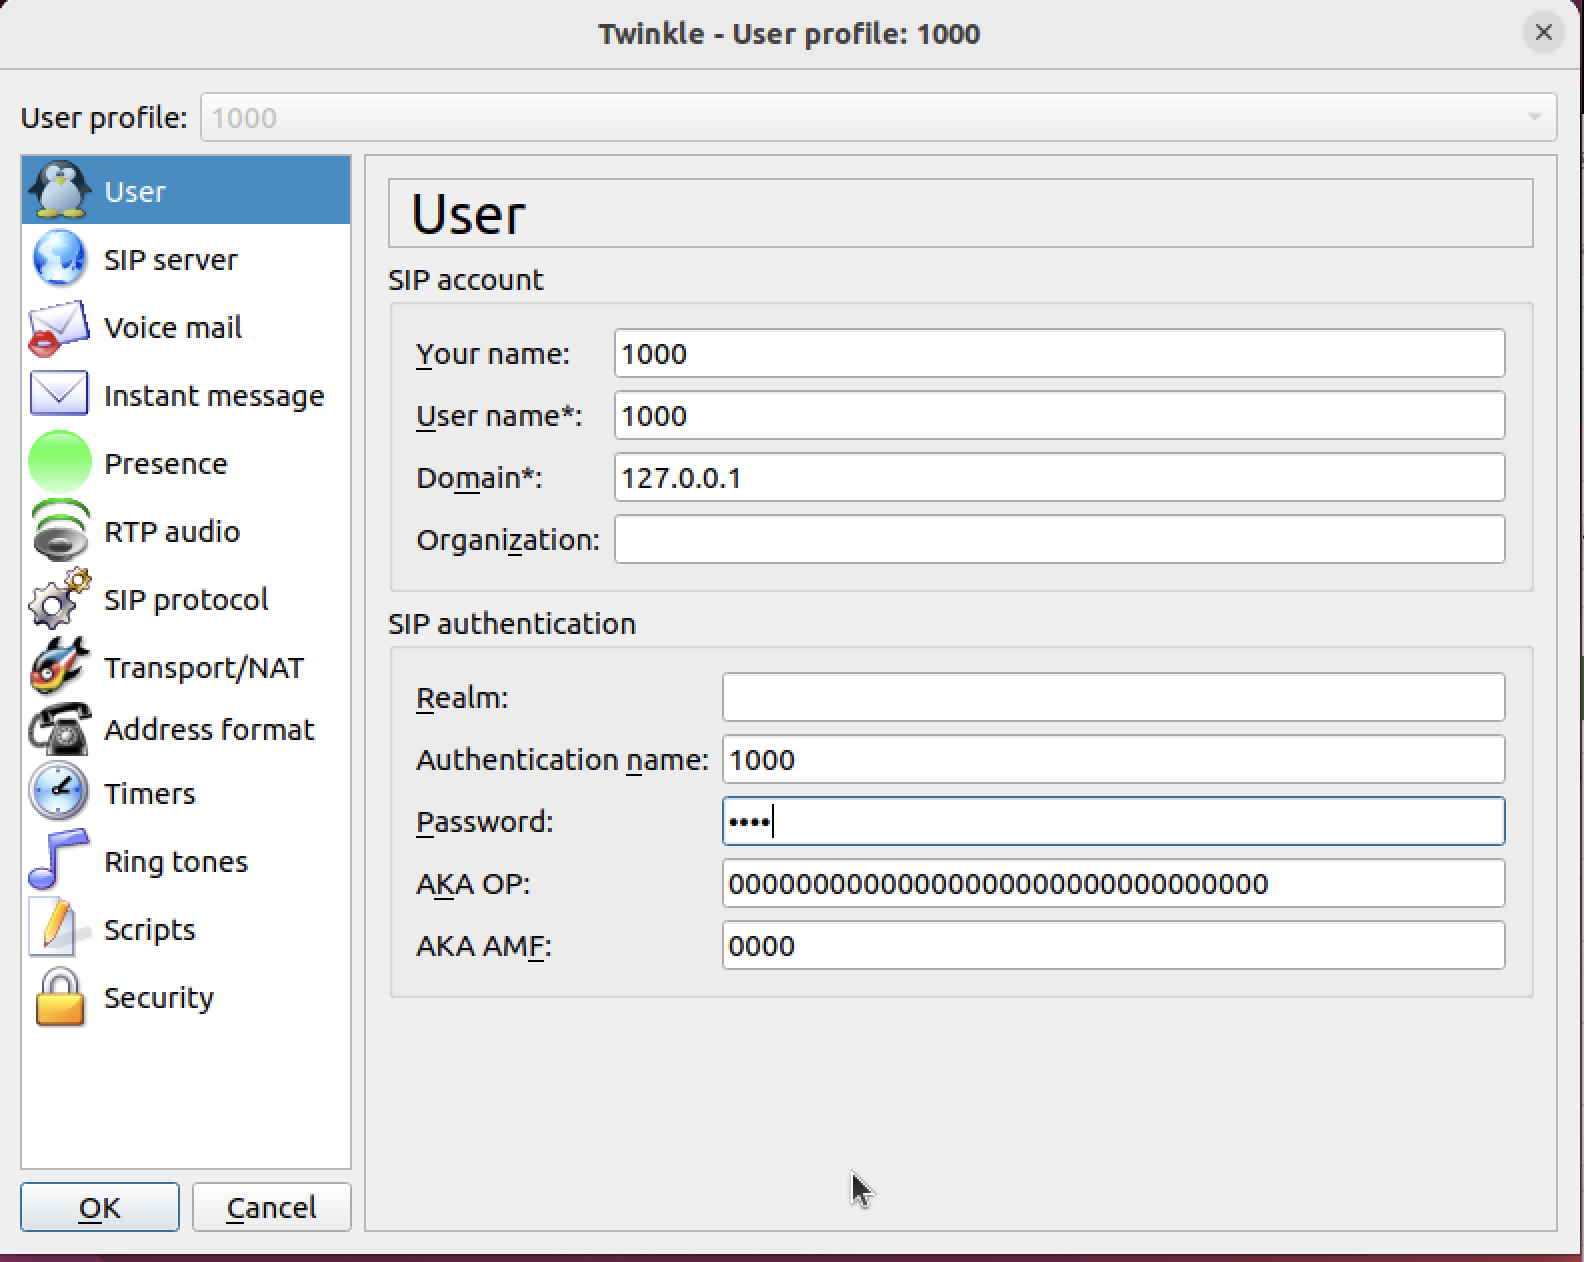 Twinkle - User profile: 1000
User profile: 1000
User
SIP server
Voice mail
Instant message
Presence
RTP audio
SIP protocol
Transport/NAT
Address format
Timers
Ring tones
Scripts
Security
OK
Cancel
User
SIP account
Your name: 1000
User name*: 1000
Domain*: 127.0.0.1
Organization:
SIP authentication
Realm:
Authentication name: 1000
Password: ••••
AKA OP: 00000000000000000000000000000000
AKA AMF: 0000